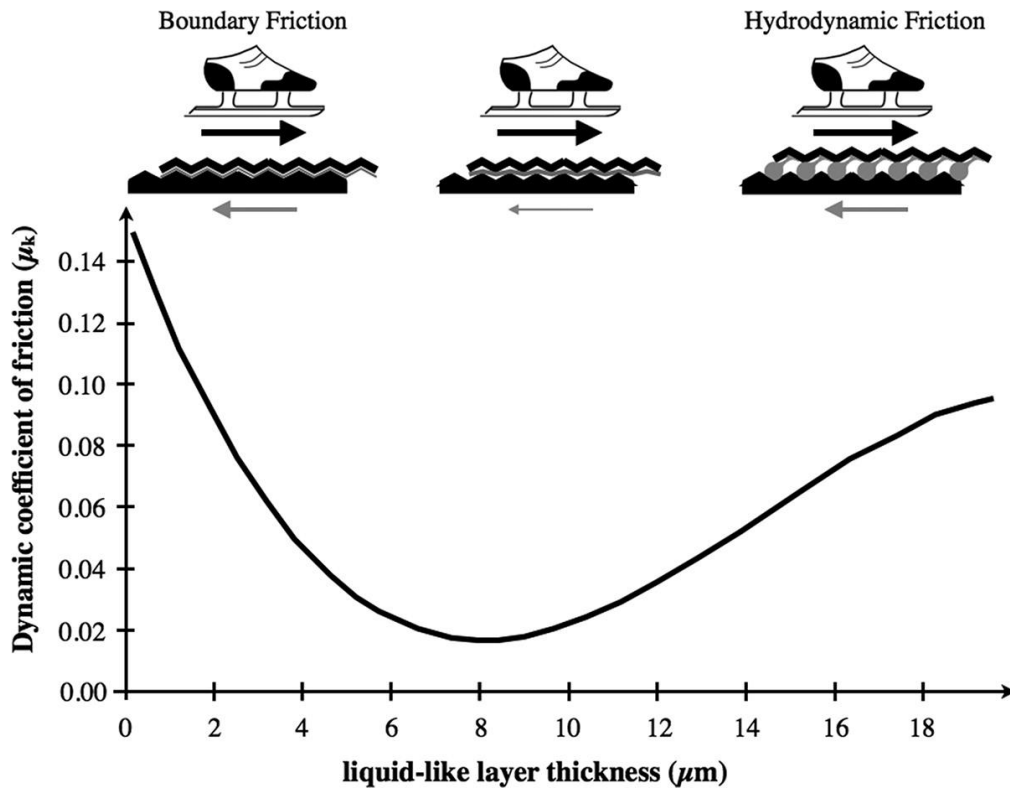 Boundary Friction
Hydrodynamic Friction
Dynamic coefficient of friction (μk)
0.14
0.12
0.10
0.08
0.06
0.04
0.02
0.00
0 2 4 6 8 10 12 14 16 18
liquid-like layer thickness (μm)